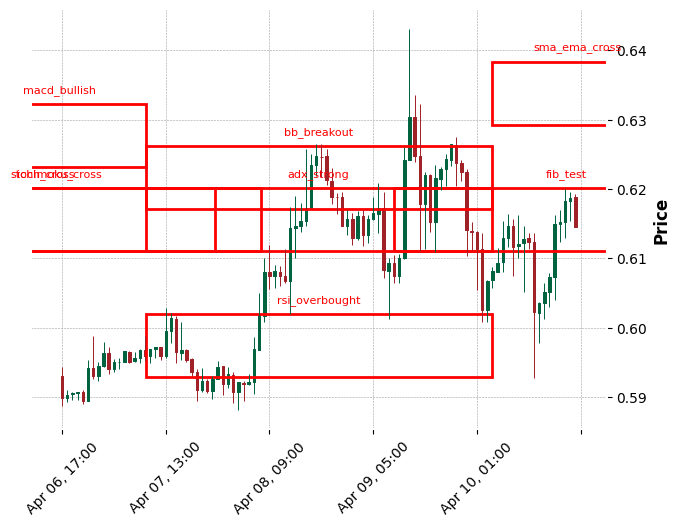 sma_ema_cross
0.64
macd_bullish
0.63
bb_breakout
adx_strong
fib_test
0.62
0.61
rsi_overbought
0.60
0.59
Price
Apr 06, 17:00
Apr 07, 13:00
Apr 08, 09:00
Apr 09, 05:00
Apr 10, 01:00